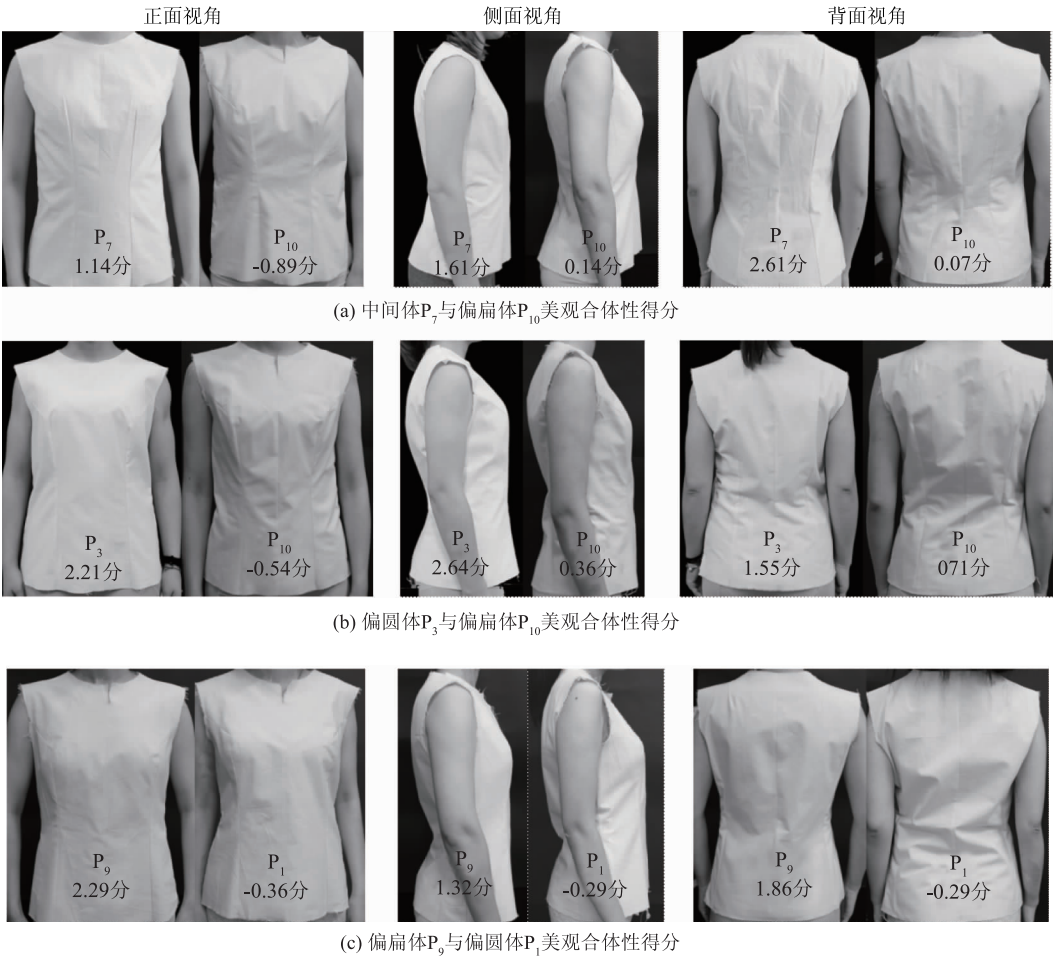 正面视角
侧面视角
背面视角
P7
1.14分
P10
-0.89分
P7
1.61分
P10
0.14分
P7
2.61分
P10
0.07分
(a) 中间体P7与偏扁体P10美观合体性得分
P3
2.21分
P10
-0.54分
P3
2.64分
P10
0.36分
P3
1.55分
P10
071分
(b) 偏圆体P3与偏扁体P10美观合体性得分
P9
2.29分
P1
-0.36分
P9
1.32分
P1
-0.29分
P9
1.86分
P1
-0.29分
(c) 偏扁体P9与偏圆体P1美观合体性得分